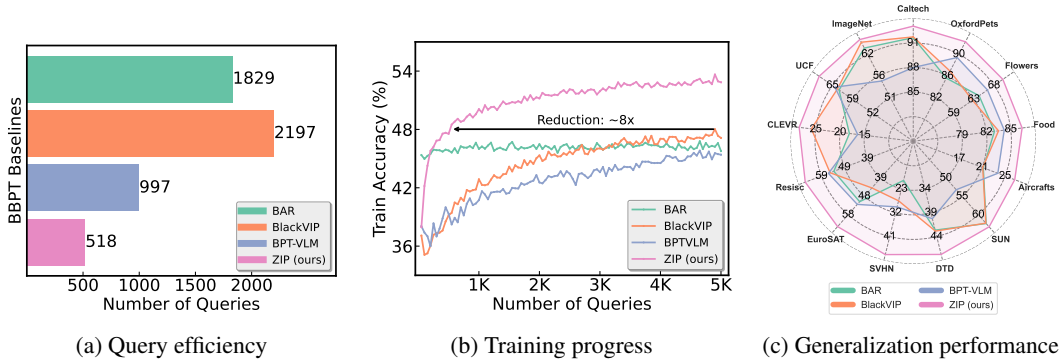 BBPT Baselines
1829
2197
997
518
BAR
BlackVIP
BPT-VLM
ZIP (ours)
500 1000 1500 2000
Number of Queries
(a) Query efficiency
Train Accuracy (%)
54
48
42
36
Reduction: ~8x
BAR
BlackVIP
BPTVLM
ZIP (ours)
1K 2K 3K 4K 5K
Number of Queries
(b) Training progress
Caltech
ImageNet
OxfordPets
UCF
Flowers
CLEVR
Food
Resisc
Aircrafts
EuroSAT
SUN
SVHN
DTD
91
88
85
90
86
82
68
63
59
85
82
79
25
21
17
60
55
50
44
39
34
41
32
23
58
48
39
59
49
39
25
20
15
65
59
52
62
56
51
BAR
BlackVIP
BPT-VLM
ZIP (ours)
(c) Generalization performance